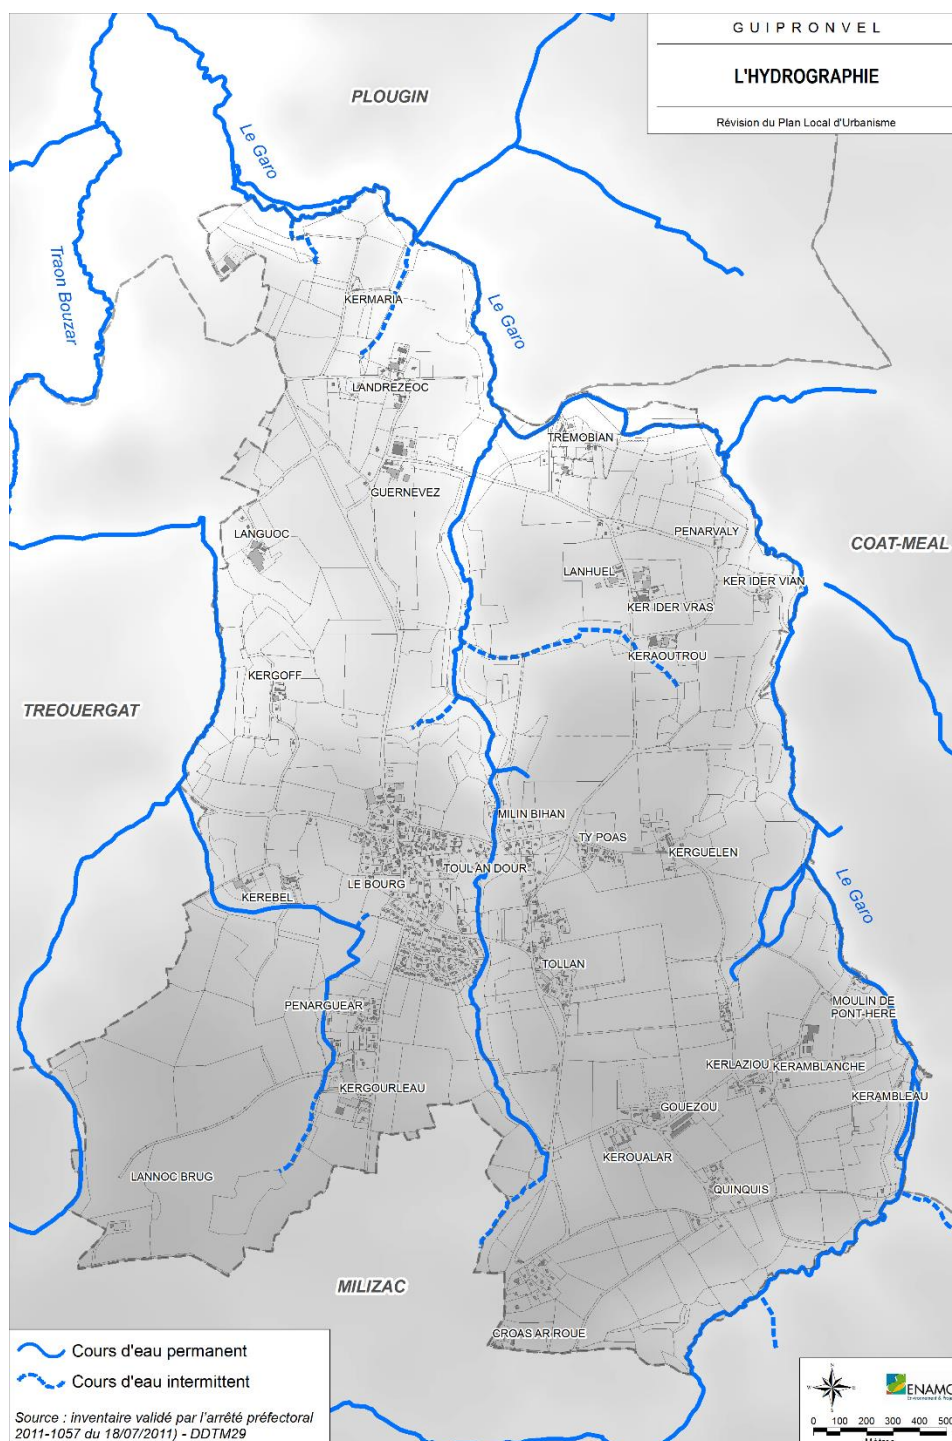 GUIPRONVEL
L'HYDROGRAPHIE
Révision du Plan Local d'Urbanisme
PLOUGIN
Le Garo
Traon Bouzar
KERMARIA
Le Garo
LANDREZEOC
TREMOBIAN
GUERNEVEZ
LANGUOC
PENARVALY
COAT-MEAL
LANHUEL
KER IDER VIAN
KER IDER VRAS
KERAOUTROU
KERGOFF
TREOUERGAT
MILIN BIHAN
TY POAS
KERGUELEN
TOUL AN DOUR
LE BOURG
KEREBEL
Le Garo
TOLLAN
PENARGUEAR
MOULIN DE
PONT-HERE
KERLAZIOU
KERAMBLANCHE
KERGOURLEAU
KERAMBLEAU
GOUEZOU
KEROUALAR
LANNOC BRUG
QUINQUIS
MILIZAC
CROAS AR ROUE
Cours d'eau permanent
Cours d'eau intermittent
Source : inventaire validé par l'arrêté préfectoral
2011-1057 du 18/07/2011) - DDTM29
N
0 100 200 300 400